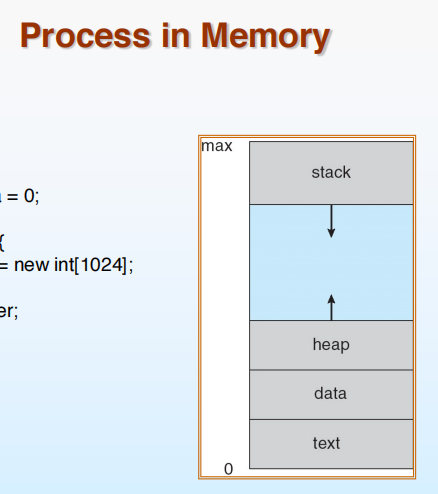 Process in Memory
max
stack
= 0;
{
= new int[1024];
er;
heap
data
text
0